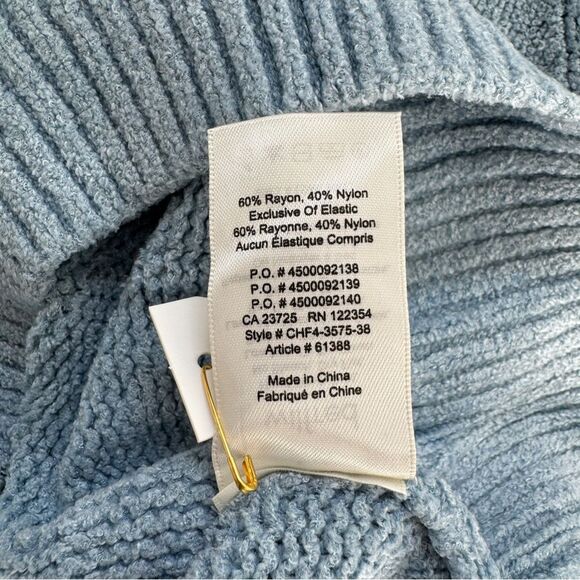 60% Rayon, 40% Nylon
Exclusive Of Elastic
60% Rayonne, 40% Nylon
Aucun Élastique Compris
P.O. # 4500092138
P.O. # 4500092139
P.O. # 4500092140
CA 23725 RN 122354
Style # CHF4-3575-38
Article # 61388
Made in China
Fabriqué en Chine